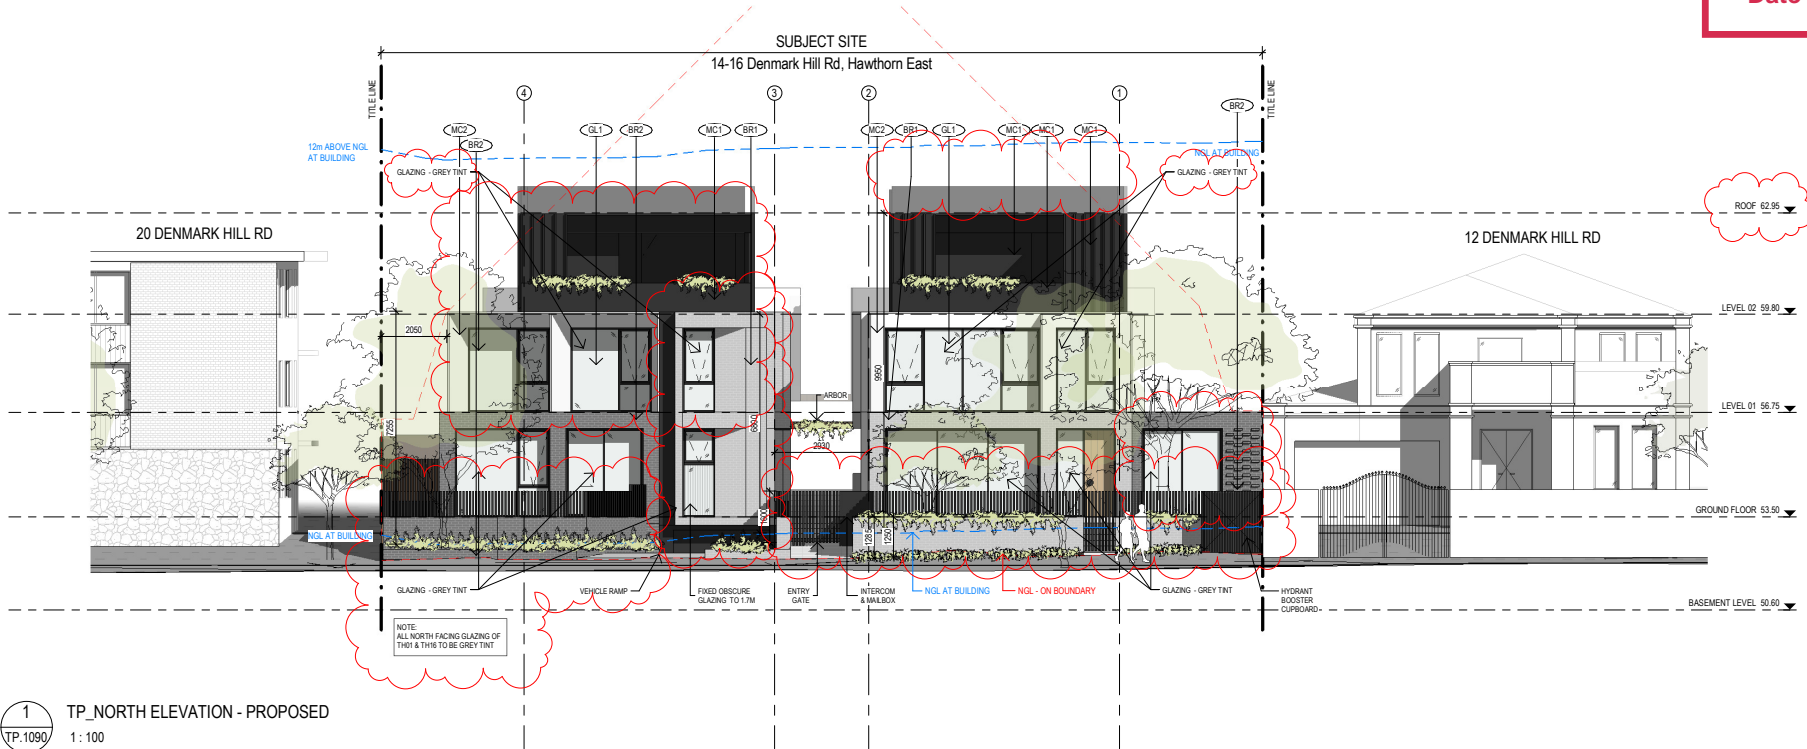 Date
SUBJECT SITE
14-16 Denmark Hill Rd, Hawthorn East
TITLE LINE
TITLE LINE
4
3
2
1
BR2
MC2
BR2
GL1
BR2
MC1
BR1
MC2
BR1
GL1
MC1
MC1
MC1
12m ABOVE NGL
AT BUILDING
NGL AT BUILDING
GLAZING - GREY TINT
GLAZING - GREY TINT
ROOF 62.95
20 DENMARK HILL RD
12 DENMARK HILL RD
LEVEL 02 59.80
2050
9950
ARBOR
LEVEL 01 56.75
7255
6940
2930
GROUND FLOOR 53.50
1600
1285
1250
NGL AT BUILDING
GLAZING - GREY TINT
VEHICLE RAMP
FIXED OBSCURE
GLAZING TO 1.7M
ENTRY
GATE
INTERCOM
& MAILBOX
NGL AT BUILDING
NGL - ON BOUNDARY
GLAZING - GREY TINT
HYDRANT
BOOSTER
CUPBOARD
BASEMENT LEVEL 50.60
NOTE:
ALL NORTH FACING GLAZING OF
TH01 & TH16 TO BE GREY TINT
1
TP.1090
TP_NORTH ELEVATION - PROPOSED
1 : 100